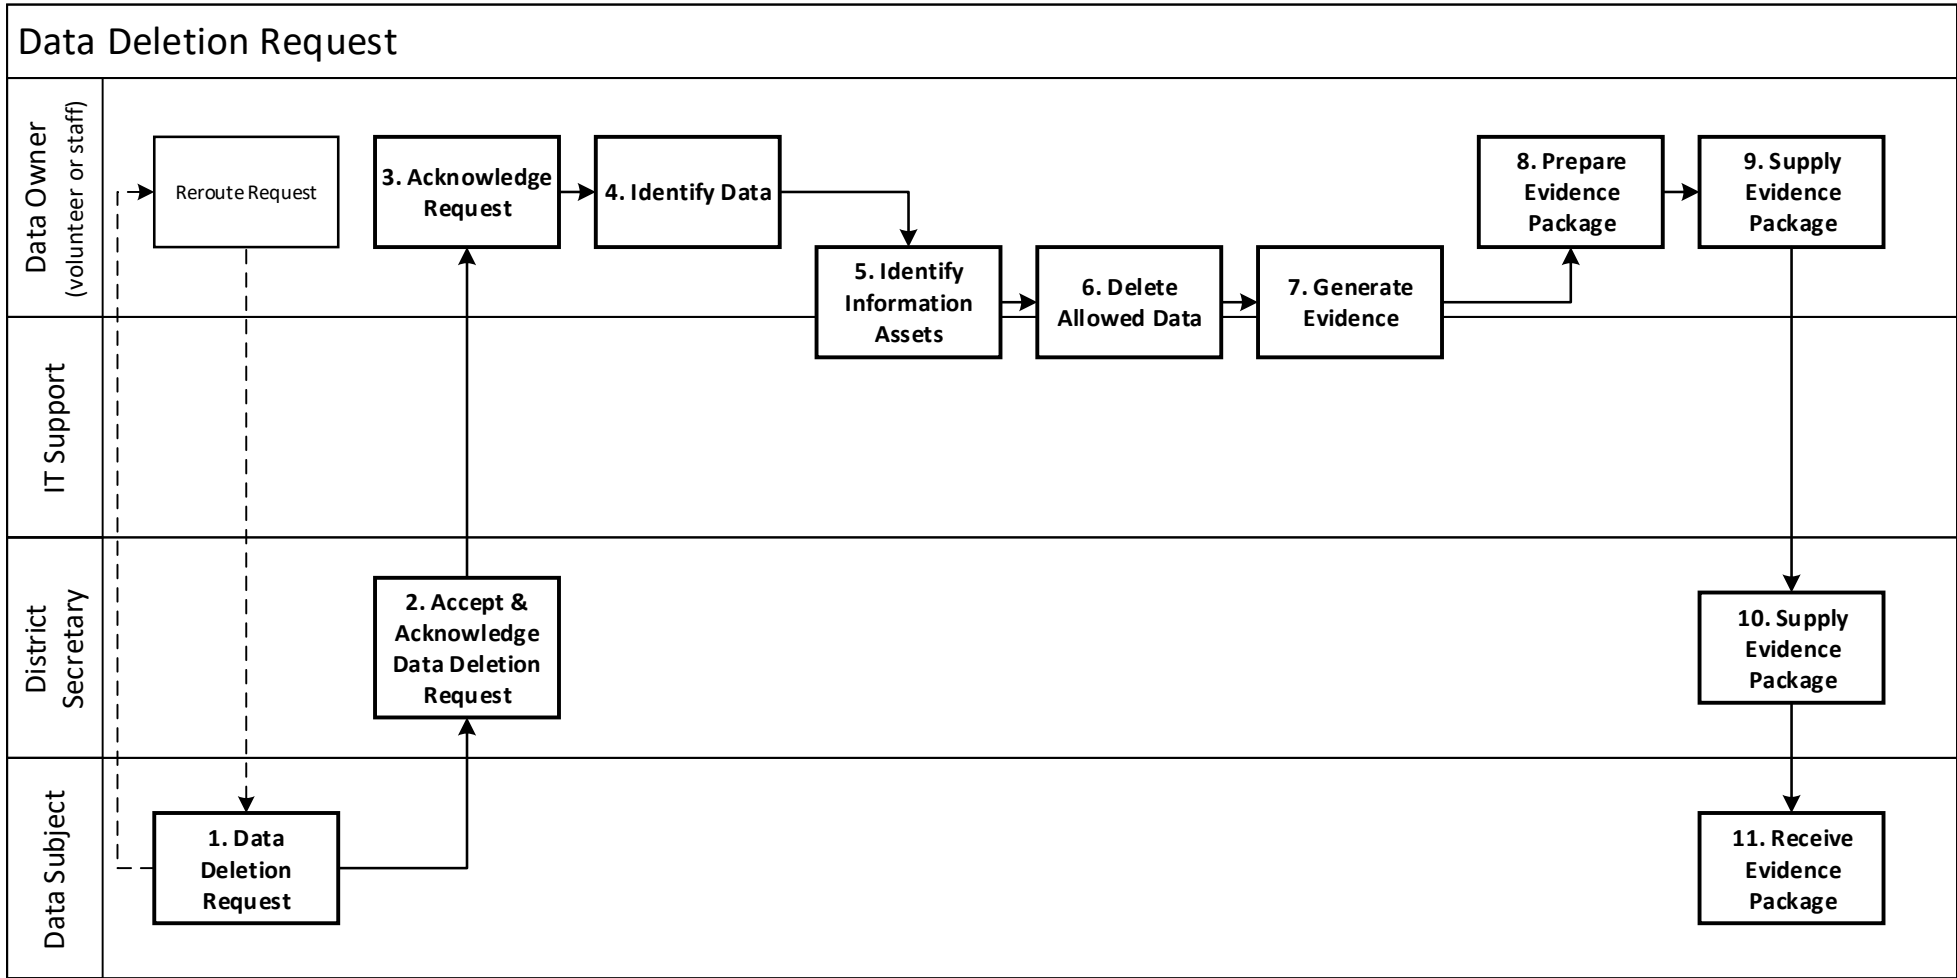 Data Deletion Request
Data Owner
(volunteer or staff)
Reroute Request
3. Acknowledge
Request
4. Identify Data
5. Identify
Information
Assets
6. Delete
Allowed Data
7. Generate
Evidence
8. Prepare
Evidence
Package
9. Supply
Evidence
Package
IT Support
District
Secretary
2. Accept &
Acknowledge
Data Deletion
Request
10. Supply
Evidence
Package
Data Subject
1. Data
Deletion
Request
11. Receive
Evidence
Package